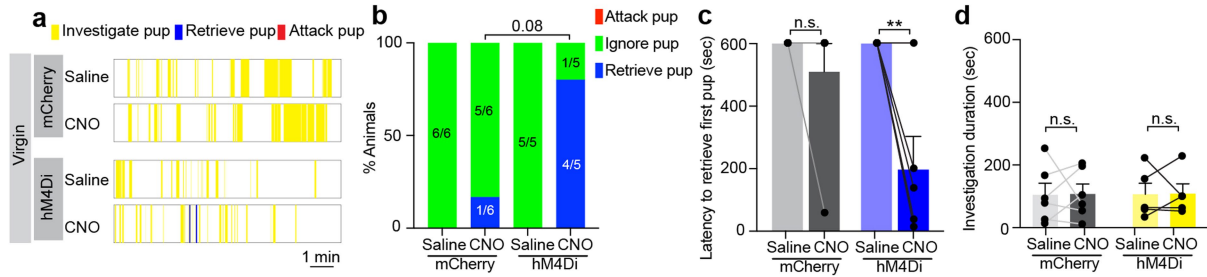 a
Investigate pup Retrieve pup Attack pup
Virgin
mCherry
Saline
CNO
hM4Di
Saline
CNO
1 min
b
0.08
Attack pup
Ignore pup
Retrieve pup
% Animals
100
50
0
6/6
5/6
1/6
5/5
1/5
4/5
Saline CNO Saline CNO
mCherry hM4Di
c
n.s. **
Latency to retrieve first pup (sec)
600
400
200
0
Saline CNO Saline CNO
mCherry hM4Di
d
Investigation duration (sec)
600
400
200
0
n.s. n.s.
Saline CNO Saline CNO
mCherry hM4Di